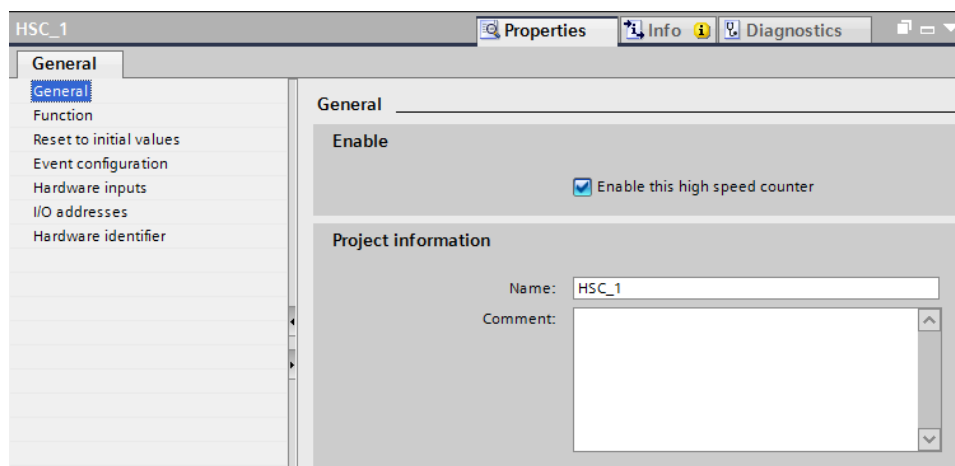 HSC_1
Properties
Info
Diagnostics
General
General
Function
Reset to initial values
Event configuration
Hardware inputs
I/O addresses
Hardware identifier
General
Enable
Enable this high speed counter
Project information
Name: HSC_1
Comment: